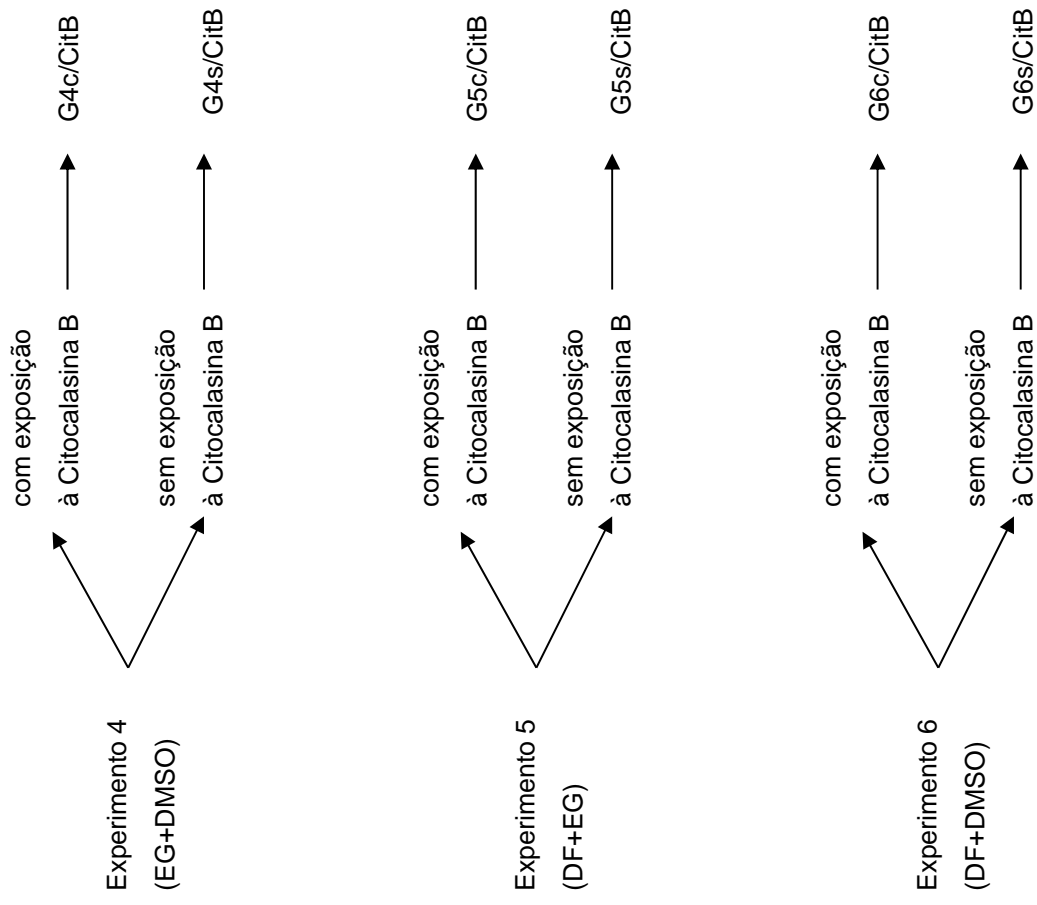 Experimento 4
(EG+DMSO)
com exposição
à Citocalasina B
G4c/CitB
sem exposição
à Citocalasina B
G4s/CitB
Experimento 5
(DF+EG)
com exposição
à Citocalasina B
G5c/CitB
sem exposição
à Citocalasina B
G5s/CitB
Experimento 6
(DF+DMSO)
com exposição
à Citocalasina B
G6c/CitB
sem exposição
à Citocalasina B
G6s/CitB